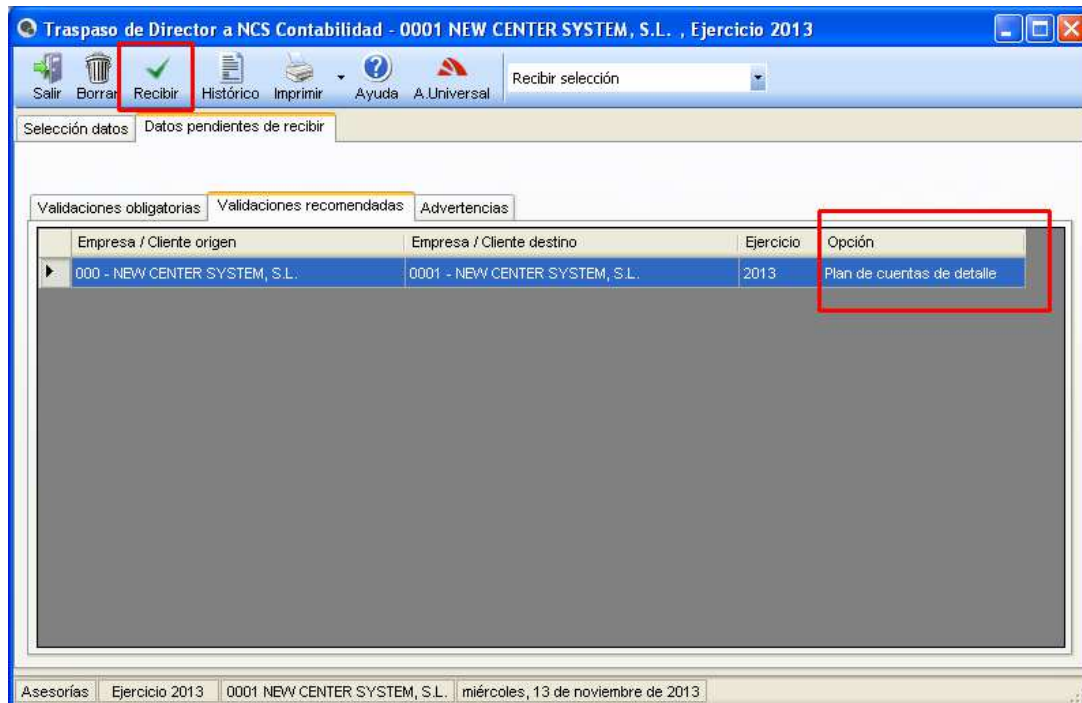 Traspaso de Director a NCS Contabilidad - 0001 NEW CENTER SYSTEM, S.L. , Ejercicio 2013
Salir Borrar Recibir Histórico Imprimir Ayuda A.Universal Recibir selección
Selección datos Datos pendientes de recibir
Validaciones obligatorias Validaciones recomendadas Advertencias
Empresa / Cliente origen Empresa / Cliente destino Ejercicio Opción
000 - NEW CENTER SYSTEM, S.L. 0001 - NEW CENTER SYSTEM, S.L. 2013 Plan de cuentas de detalle
Asesorías Ejercicio 2013 0001 NEW CENTER SYSTEM, S.L. miércoles, 13 de noviembre de 2013